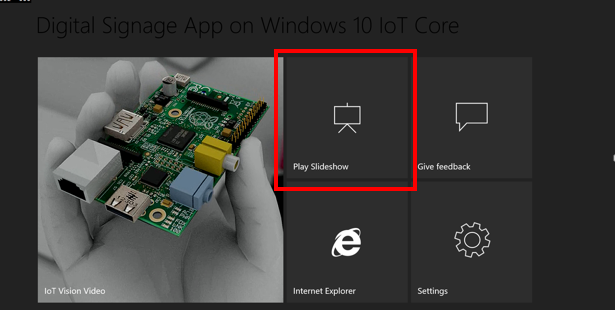 Digital Signage App on Windows 10 IoT Core
Play Slideshow
Give feedback
IoT Vision Video
Internet Explorer
Settings